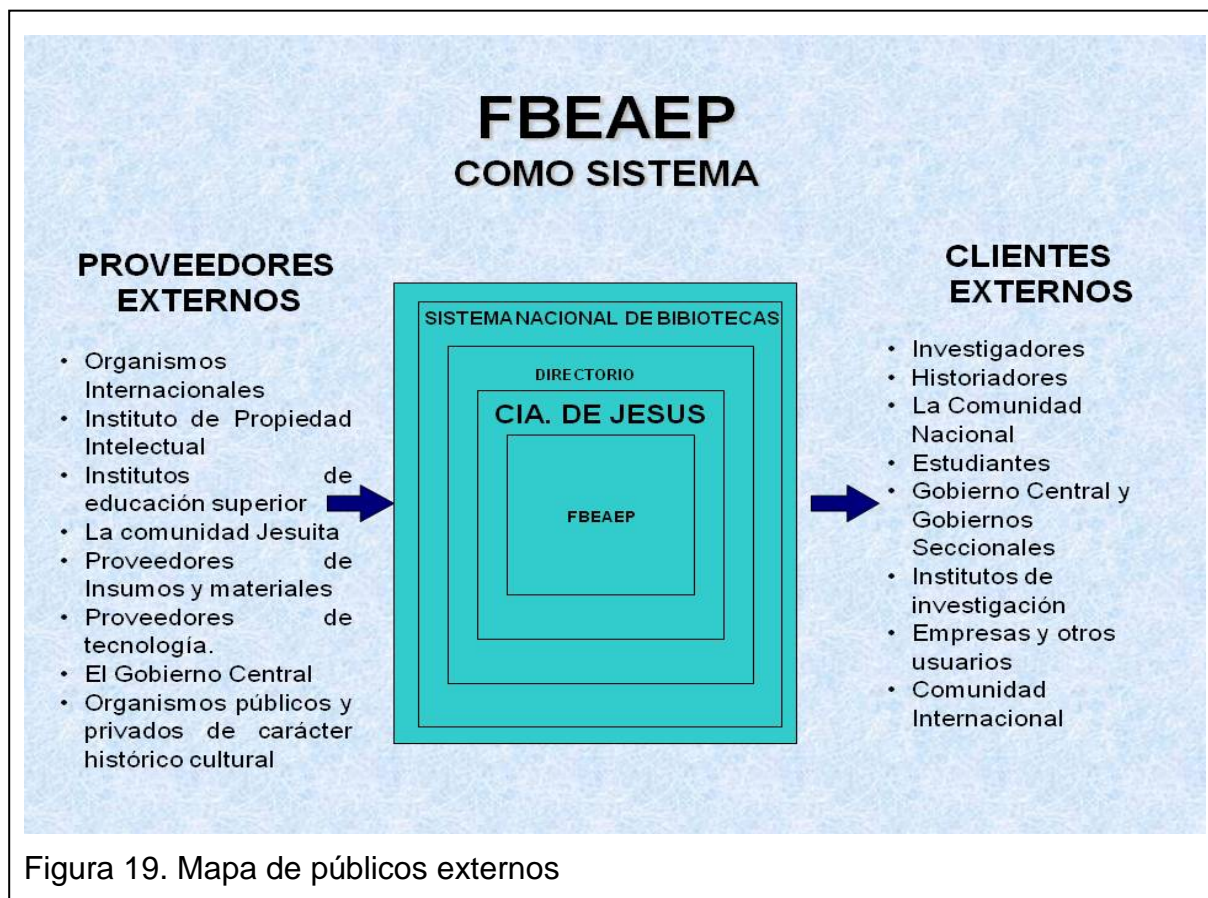 FBEAEP
COMO SISTEMA
PROVEEDORES
EXTERNOS
• Organismos
Internacionales
• Instituto de Propiedad
Intelectual
• Institutos de
educación superior
• La comunidad Jesuita
• Proveedores de
Insumos y materiales
• Proveedores de
tecnología.
• El Gobierno Central
• Organismos públicos y
privados de carácter
histórico cultural
SISTEMA NACIONAL DE BIBIOTECAS
DIRECTORIO
CIA. DE JESUS
FBEAEP
CLIENTES
EXTERNOS
• Investigadores
• Historiadores
• La Comunidad
Nacional
• Estudiantes
• Gobierno Central y
Gobiernos
Seccionales
• Institutos de
investigación
• Empresas y otros
usuarios
• Comunidad
Internacional
Figura 19. Mapa de públicos externos